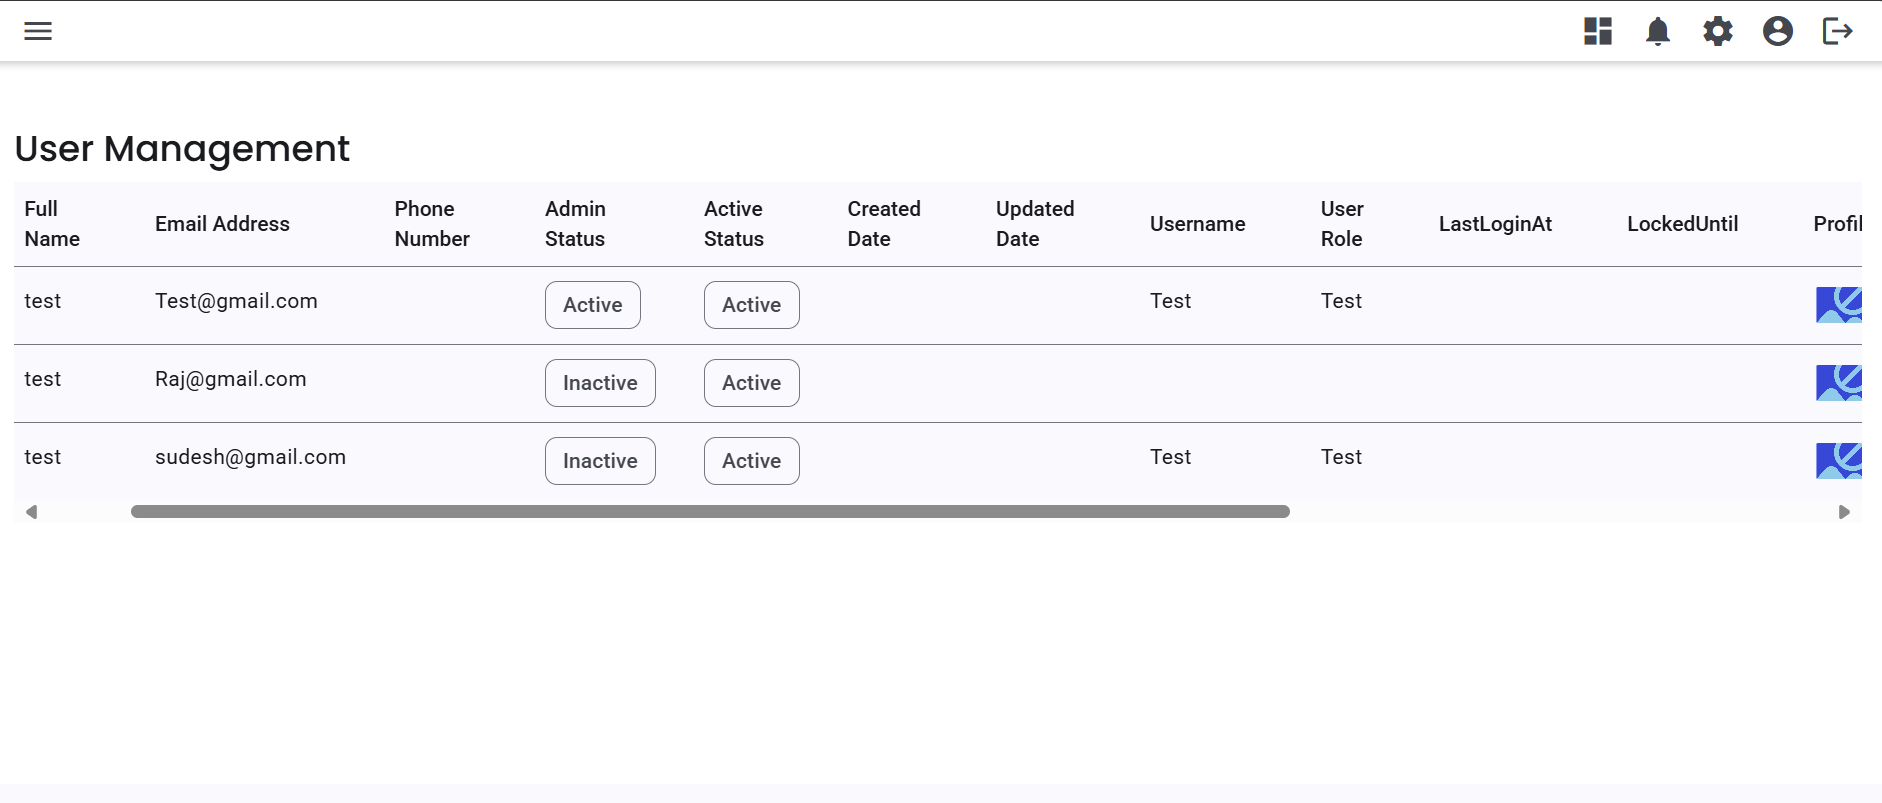 User Management
Full Name Email Address Phone Number Admin Status Active Status Created Date Updated Date Username User Role LastLoginAt LockedUntil Profil
test Test@gmail.com Active Active Test Test
test Raj@gmail.com Inactive Active
test sudesh@gmail.com Inactive Active Test Test